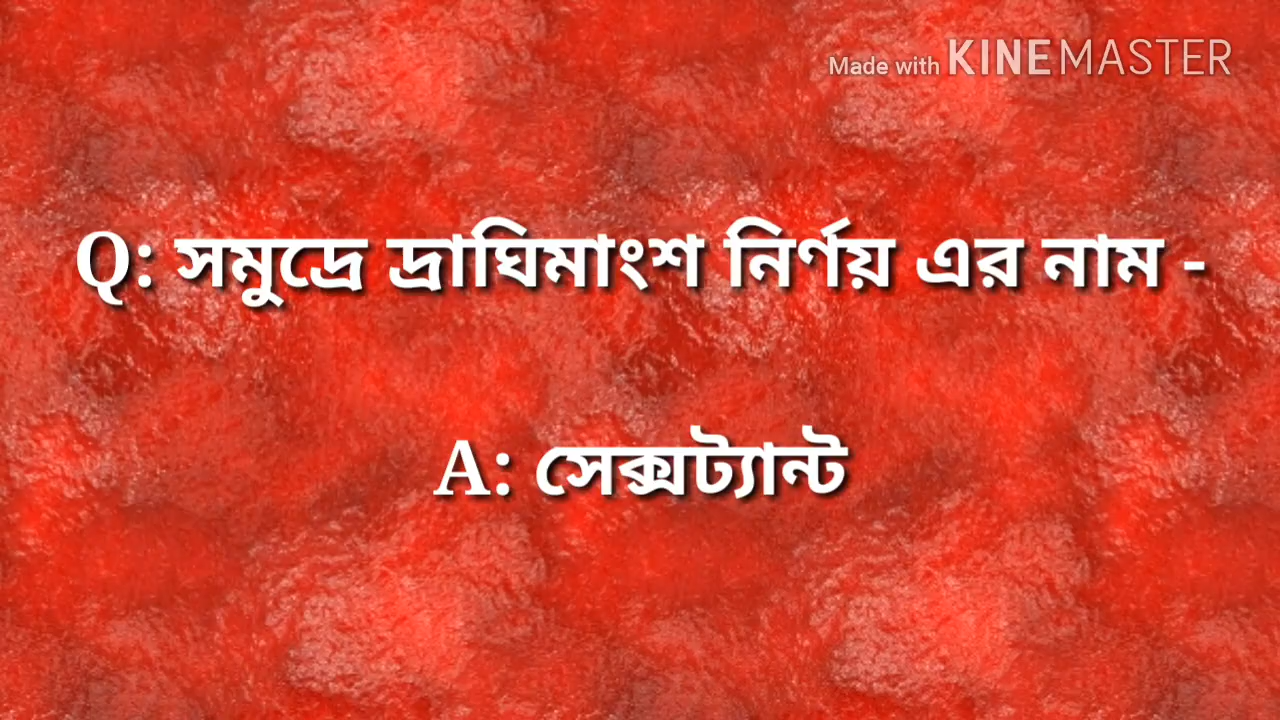 Made with KINEMASTER
Q: সমুদ্রে দ্রাঘিমাংশ নির্ণয় এর নাম -
A: সেক্সট্যান্ট